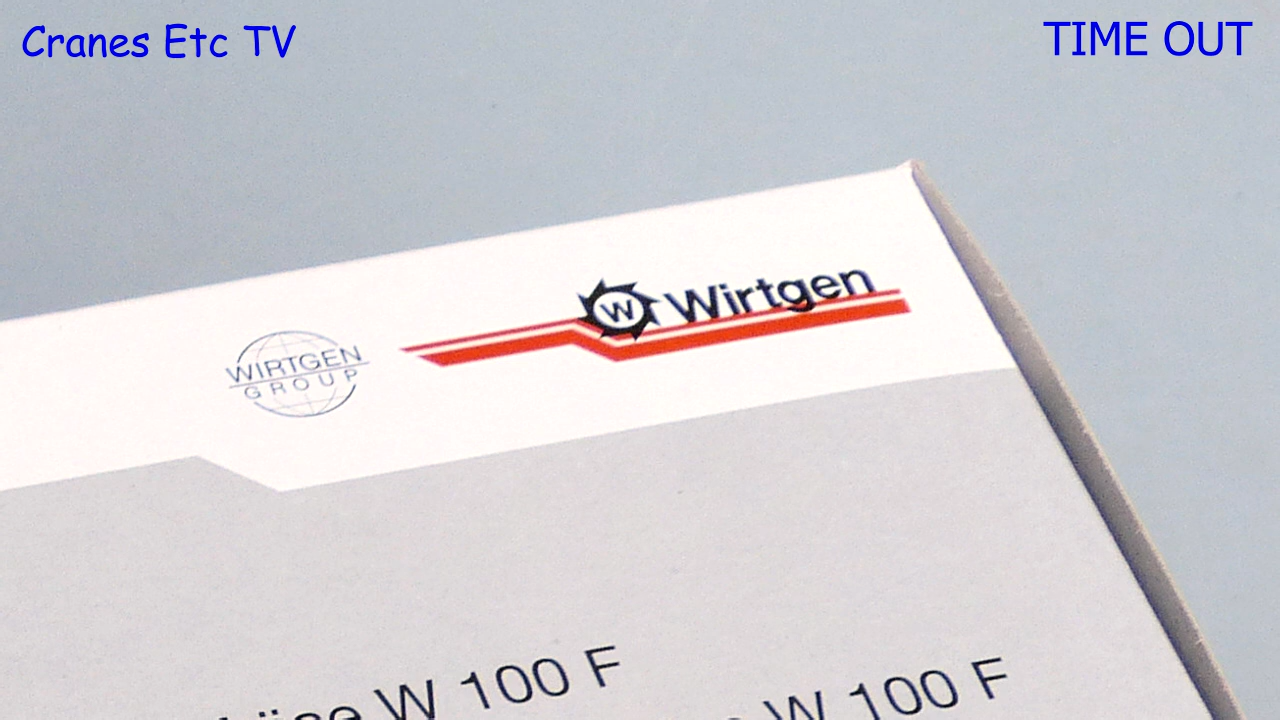 Cranes Etc TV
TIME OUT
Wirtgen
W
WIRTGEN
GROUP
W 100 F
W 100 F